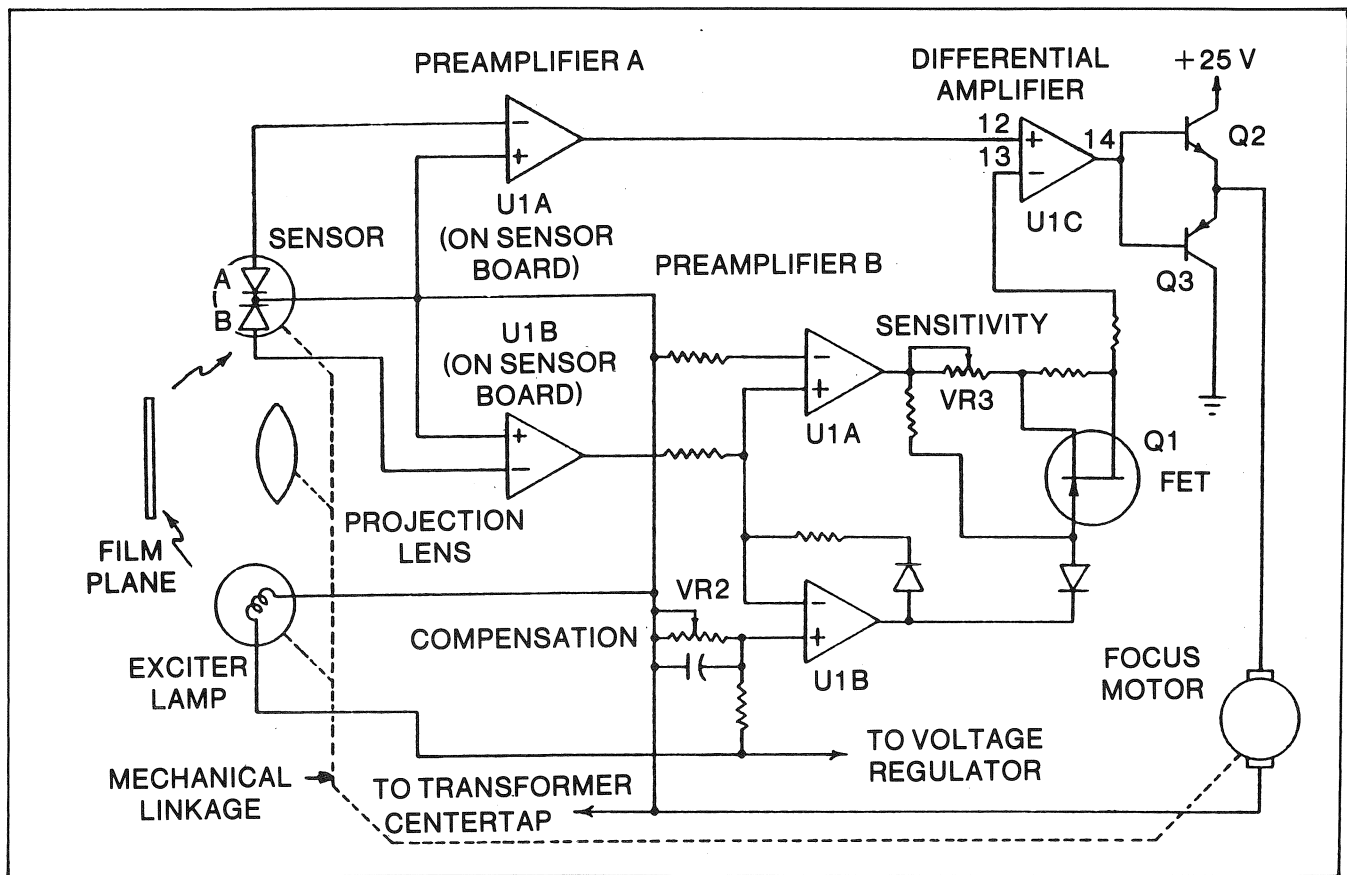 PREAMPLIFIER A
DIFFERENTIAL
AMPLIFIER
+25 V
12
13
14
−
+
+
−
Q2
U1A
(ON SENSOR
BOARD)
U1C
SENSOR
A
B
PREAMPLIFIER B
Q3
U1B
(ON SENSOR
BOARD)
SENSITIVITY
−
+
VR3
U1A
+
−
Q1
FET
PROJECTION
LENS
FILM
PLANE
VR2
−
+
COMPENSATION
U1B
EXCITER
LAMP
FOCUS
MOTOR
TO VOLTAGE
REGULATOR
MECHANICAL
LINKAGE
TO TRANSFORMER
CENTERTAP